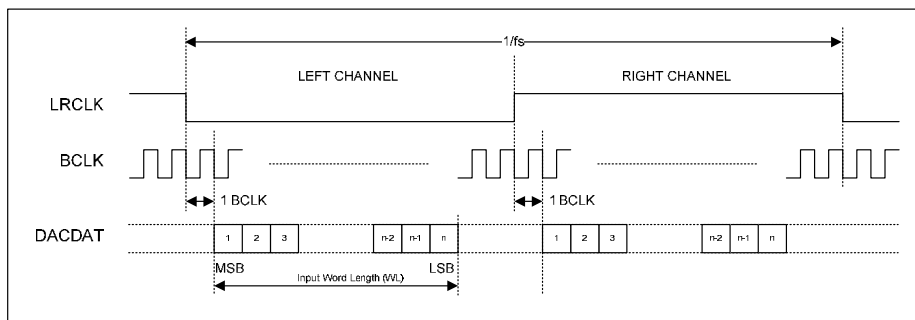 1/fs
LEFT CHANNEL RIGHT CHANNEL
LRCLK
BCLK
1 BCLK 1 BCLK
DACDAT 1 2 3 n-2 n-1 n 1 2 3 n-2 n-1 n
MSB LSB
Input Word Length (WL)